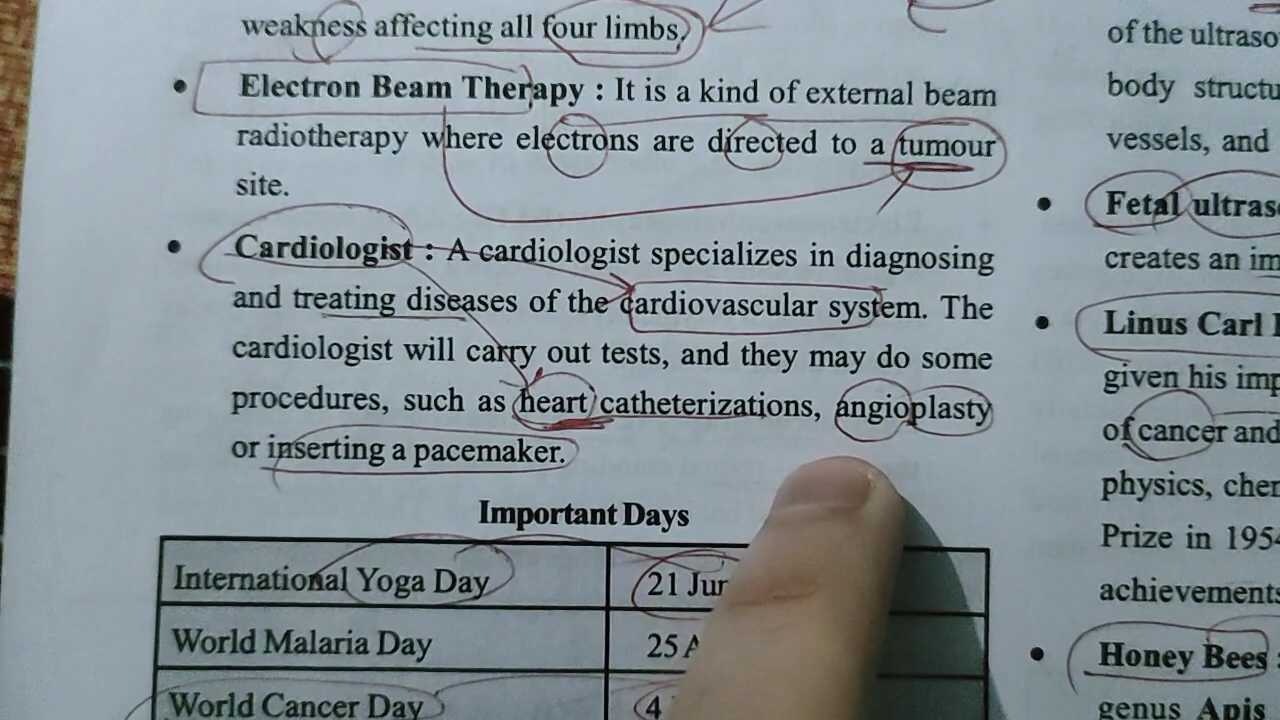 weakness affecting all four limbs.
• Electron Beam Therapy : It is a kind of external beam
radiotherapy where electrons are directed to a tumour
site.
• Cardiologist : A cardiologist specializes in diagnosing
and treating diseases of the cardiovascular system. The
cardiologist will carry out tests, and they may do some
procedures, such as heart catheterizations, angioplasty
or inserting a pacemaker.
Important Days
International Yoga Day 21 Jun
World Malaria Day 25 A
World Cancer Day 4
of the ultraso
body structu
vessels, and
• Fetal ultras
creates an im
• Linus Carl
given his imp
of cancer and
physics, cher
Prize in 1954
achievements
• Honey Bees :
genus Apis